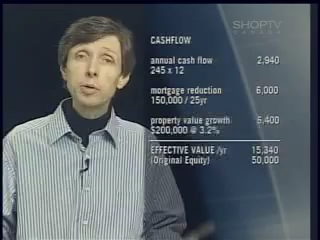 SHOPTV
CANADA
CASHFLOW
annual cash flow 2,940
245 x 12
mortgage reduction 6,000
150,000 / 25yr
property value growth 6,400
$200,000 @ 3.2%
EFFECTIVE VALUE /yr 15,340
(Original Equity) 50,000